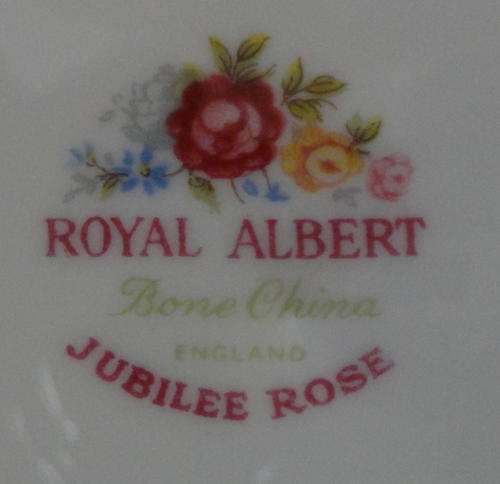 ROYAL ALBERT
Bone China
ENGLAND
JUBILEE ROSE